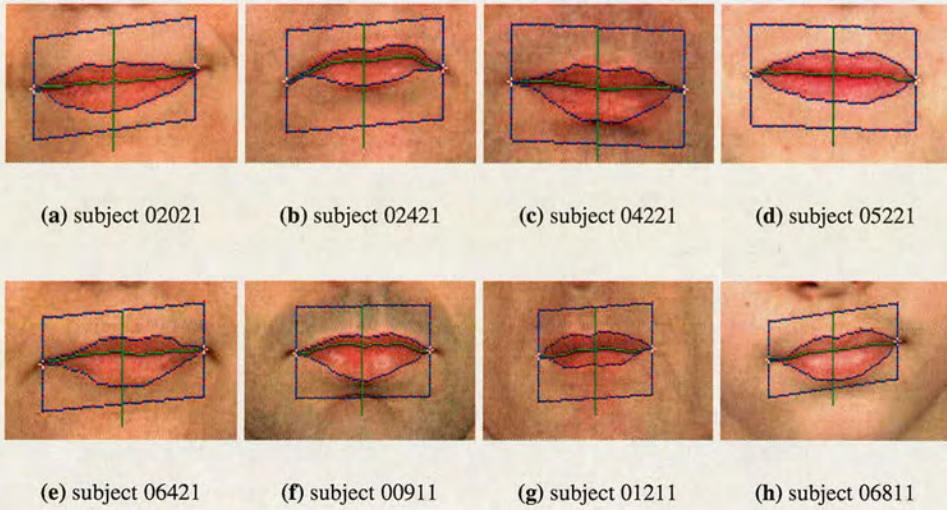 (a) subject 02021 (b) subject 02421 (c) subject 04221 (d) subject 05221
(e) subject 06421 (f) subject 00911 (g) subject 01211 (h) subject 06811